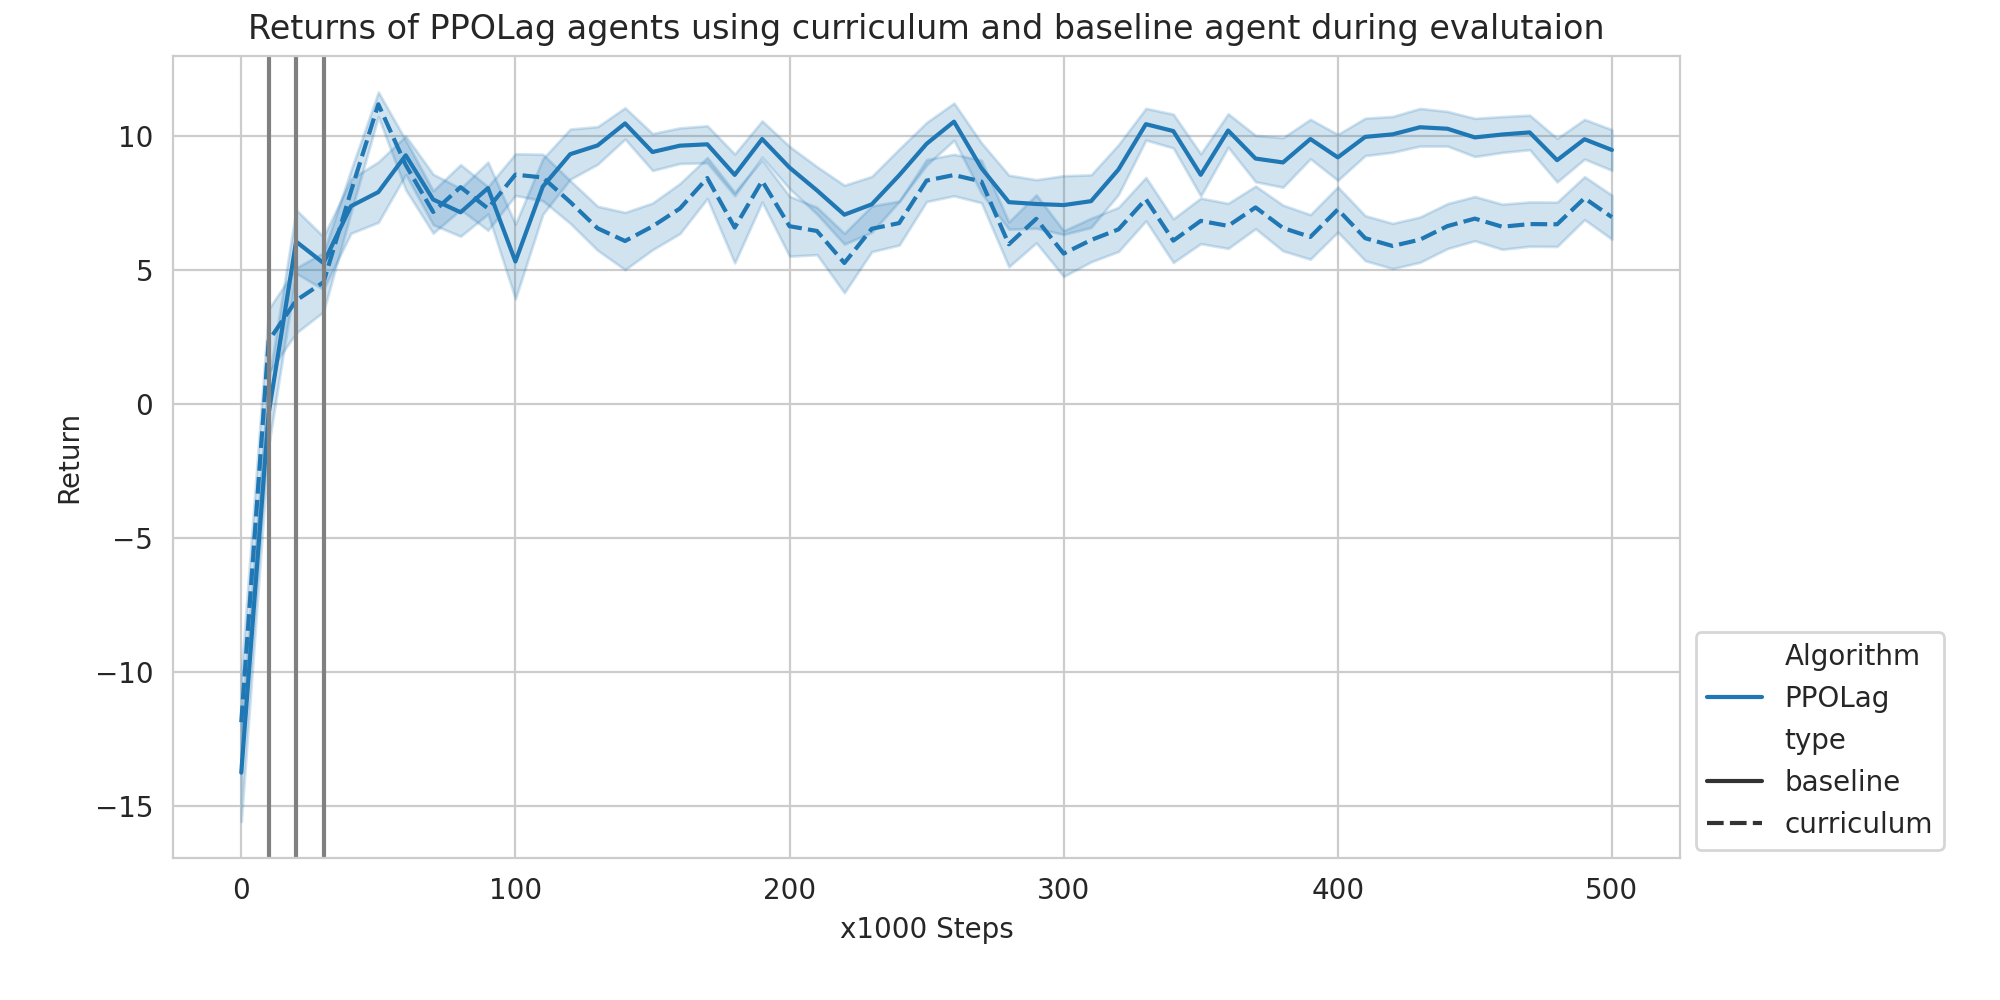 Returns of PPOLag agents using curriculum and baseline agent during evalutaion
10
5
0
−5
−10
−15
Return
0 100 200 300 400 500
x1000 Steps
Algorithm
PPOLag
type
baseline
curriculum